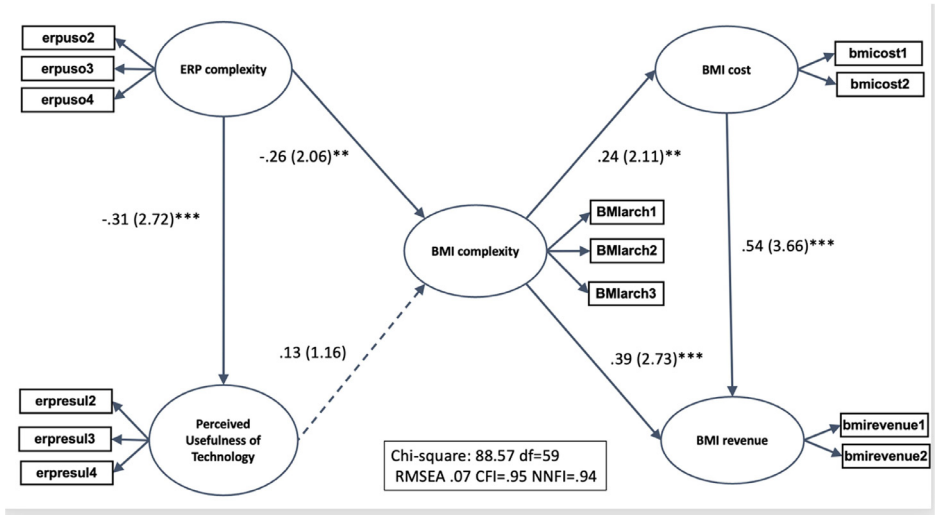 erpuso2
erpuso3
erpuso4
ERP complexity
BMI cost
bmicost1
bmicost2
-.26 (2.06)**
.24 (2.11)**
-.31 (2.72)***
BMI complexity
BMIarch1
BMIarch2
BMIarch3
.54 (3.66)***
.13 (1.16)
.39 (2.73)***
erpresul2
erpresul3
erpresul4
Perceived
Usefulness of
Technology
Chi-square: 88.57 df=59
RMSEA .07 CFI=.95 NNFI=.94
BMI revenue
bmirevenue1
bmirevenue2